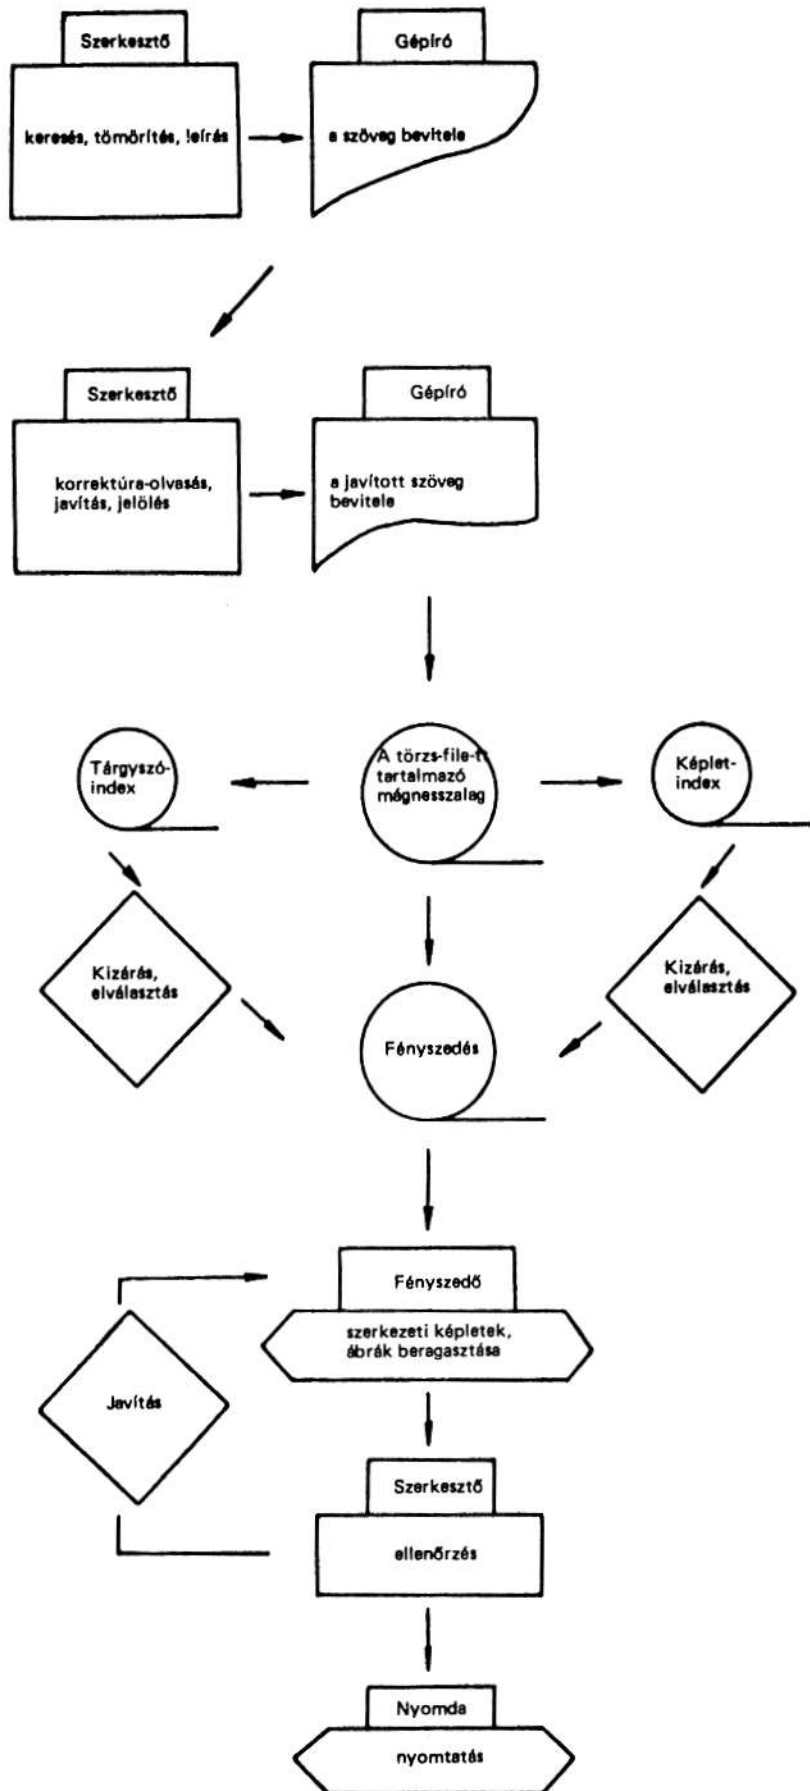 Szerkesztő
keresés, tömörítés, leírás
Gépíró
a szöveg bevitele
Szerkesztő
korrektúra-olvasás,
javítás, jelölés
Gépíró
a javított szöveg
bevitele
Tárgyszó-
index
A törzs-file-t
tartalmazó
mágnesszalag
Képlet-
index
Kizárás,
elválasztás
Fényszedés
Kizárás,
elválasztás
Fényszedő
szerkezeti képletek,
ábrák beragasztása
Javítás
Szerkesztő
ellenőrzés
Nyomda
nyomtatás